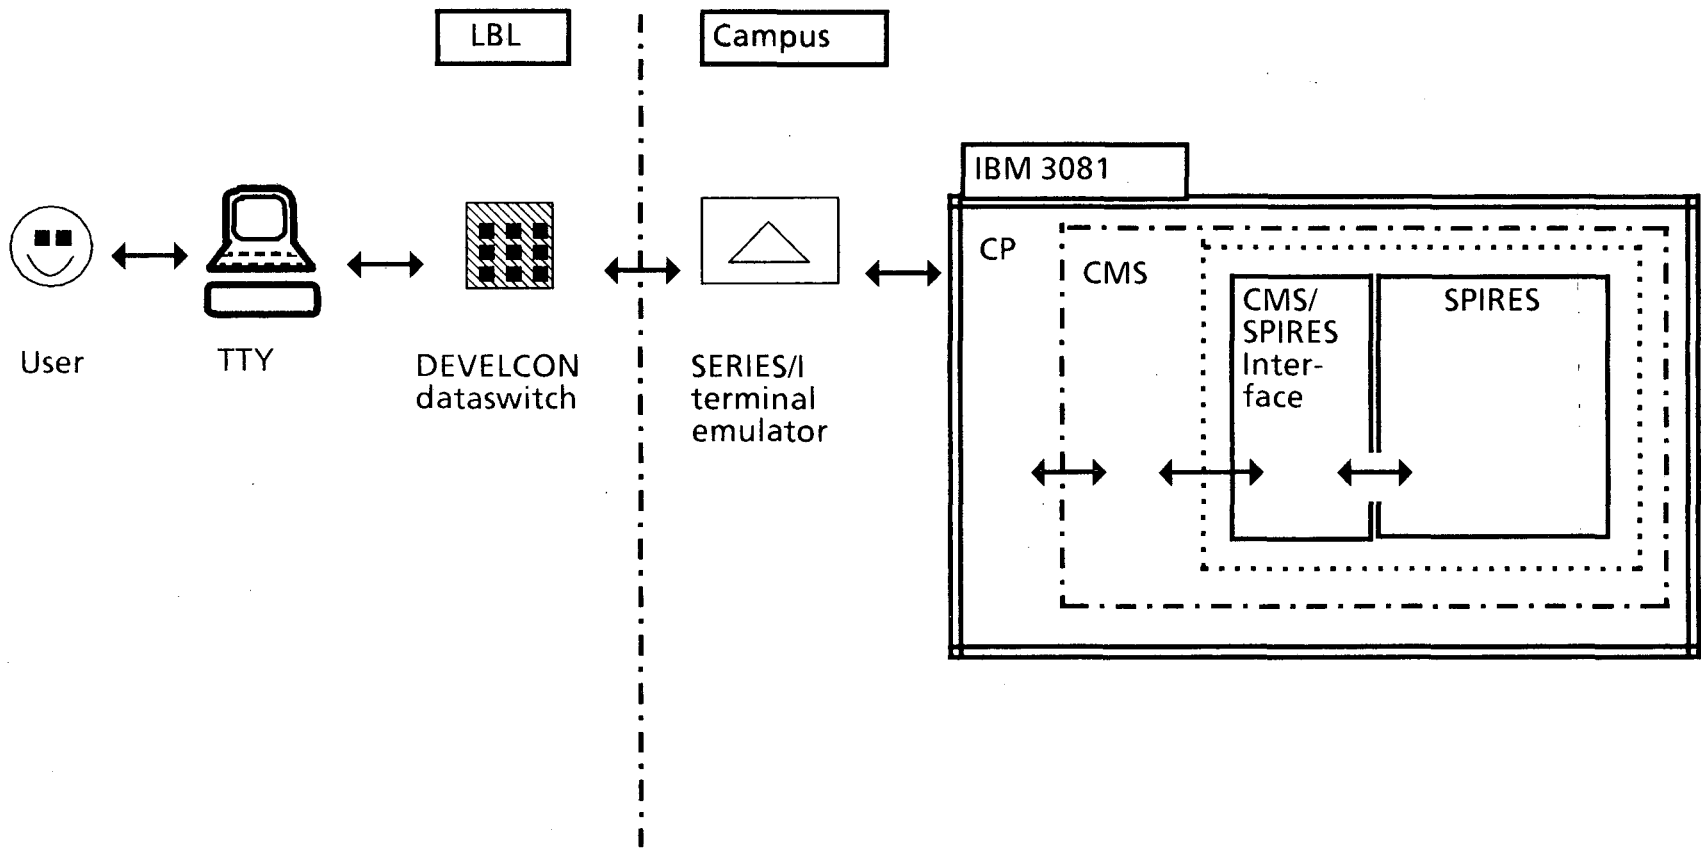 LBL
Campus
IBM 3081
CP
CMS
CMS/
SPIRES
Inter-
face
SPIRES
User
TTY
DEVELCON
dataswitch
SERIES/I
terminal
emulator